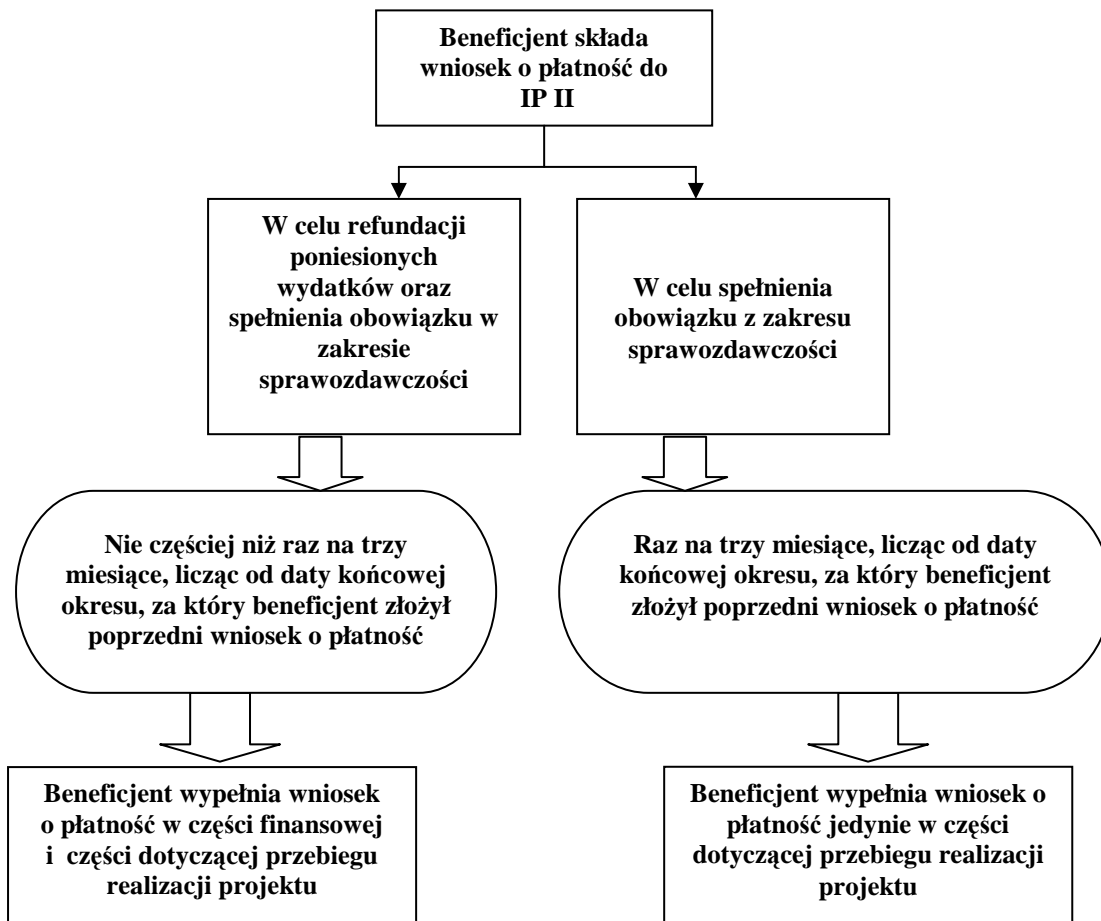 Beneficjent składa
wniosek o płatność do
IP II
W celu refundacji
poniesionych
wydatków oraz
spełnienia obowiązku w
zakresie
sprawozdawczości
W celu spełnienia
obowiązku z zakresu
sprawozdawczości
Nie częściej niż raz na trzy
miesiące, licząc od daty końcowej
okresu, za który beneficjent złożył
poprzedni wniosek o płatność
Raz na trzy miesiące, licząc od daty
końcowej okresu, za który beneficjent
złożył poprzedni wniosek o płatność
Beneficjent wypełnia wniosek
o płatność w części finansowej
i części dotyczącej przebiegu
realizacji projektu
Beneficjent wypełnia wniosek o
płatność jedynie w części
dotyczącej przebiegu realizacji
projektu